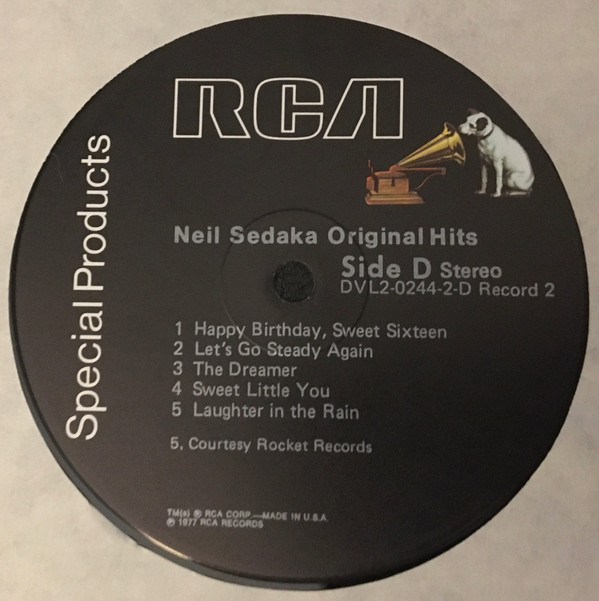 RCA
Special Products
Neil Sedaka Original Hits
Side D Stereo
DVL2-0244-2-D Record 2
1 Happy Birthday, Sweet Sixteen
2 Let's Go Steady Again
3 The Dreamer
4 Sweet Little You
5 Laughter in the Rain
5, Courtesy Rocket Records
TM(s) ® RCA CORP.—MADE IN U.S.A.
℗ 1977 RCA RECORDS